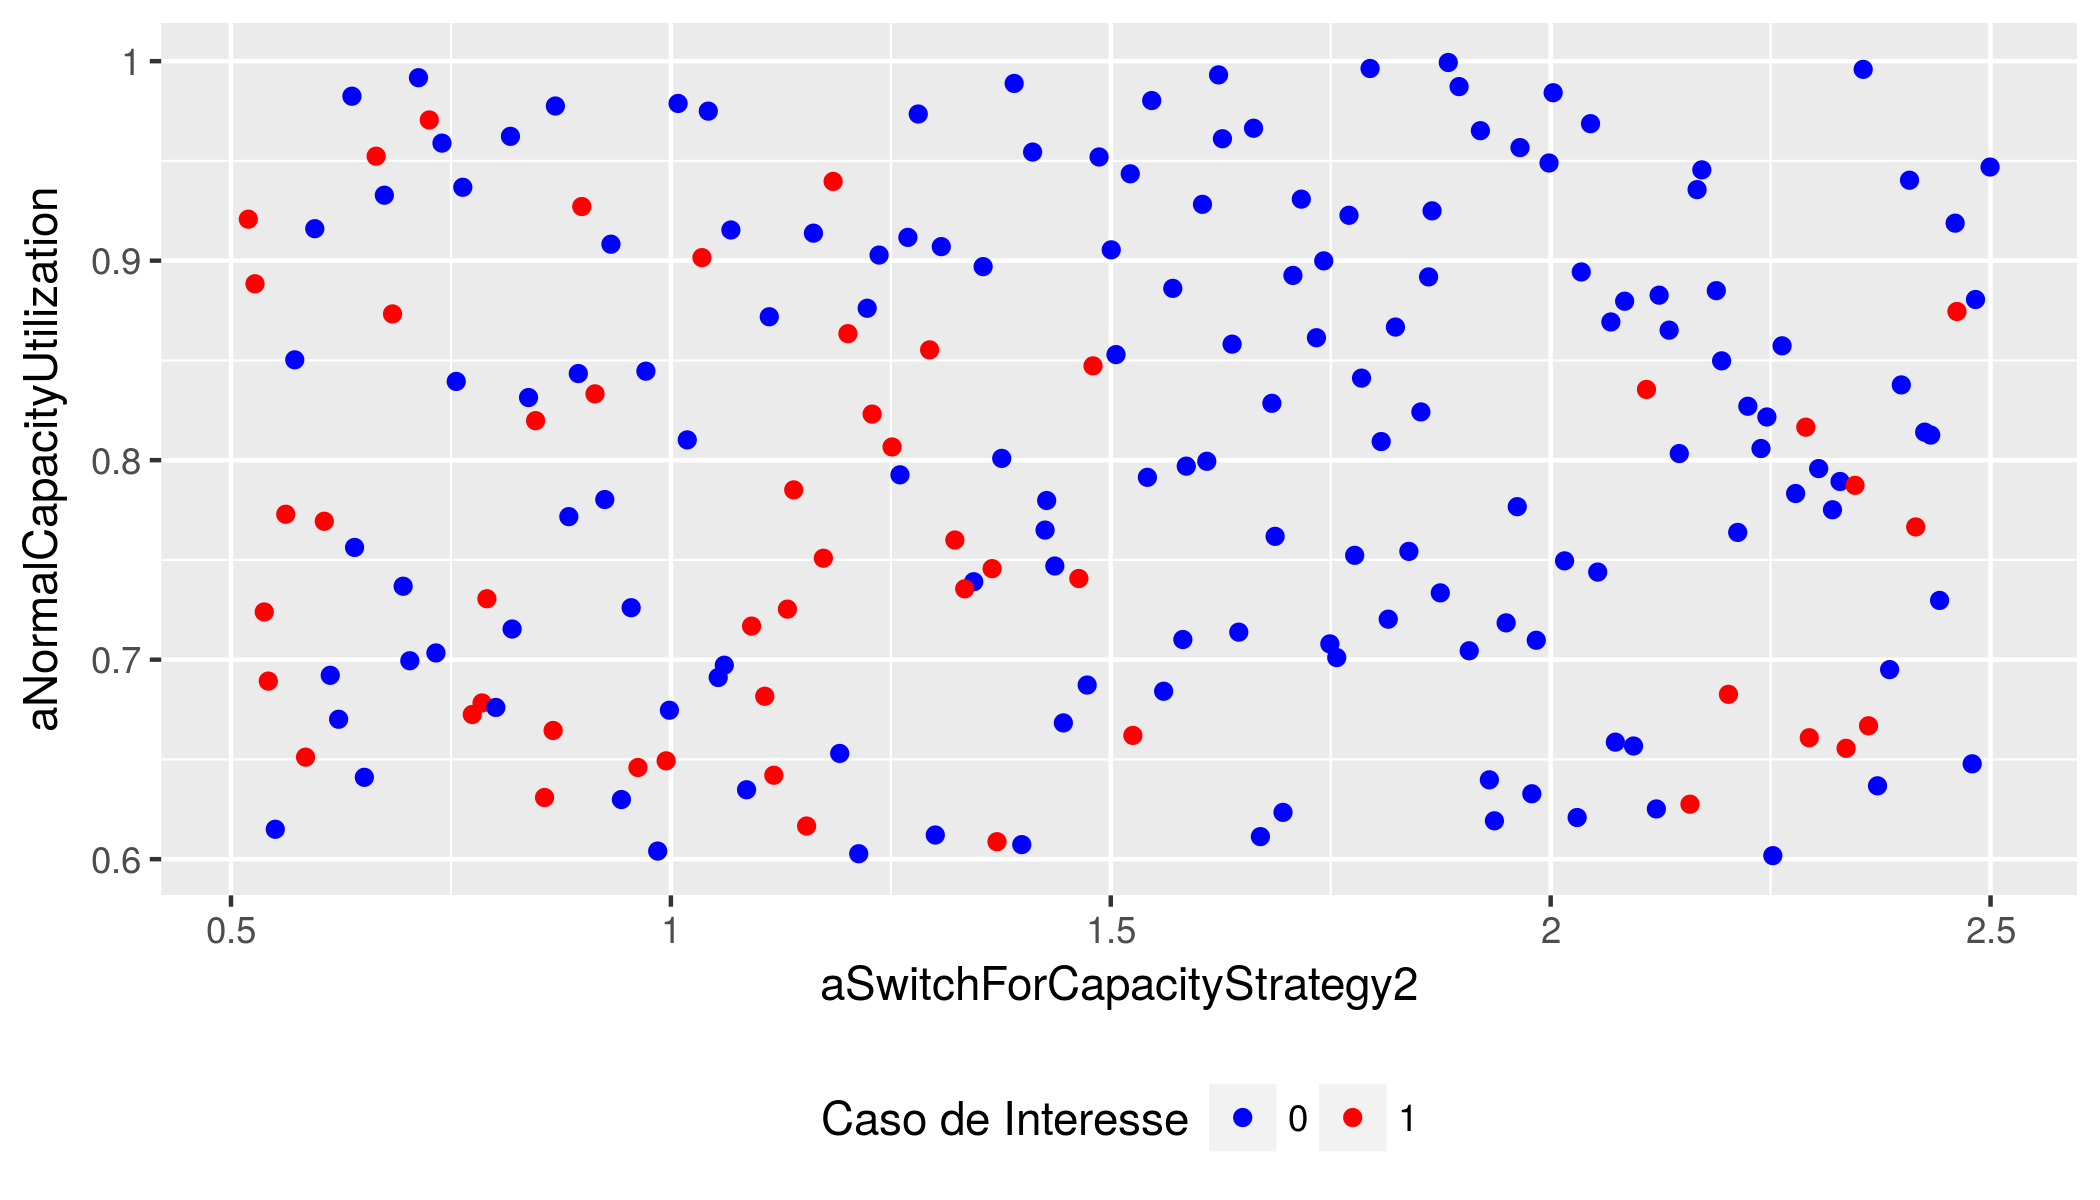 aNormalCapacityUtilization
1
0.9
0.8
0.7
0.6
0.5 1 1.5 2 2.5
aSwitchForCapacityStrategy2
Caso de Interesse 0 1